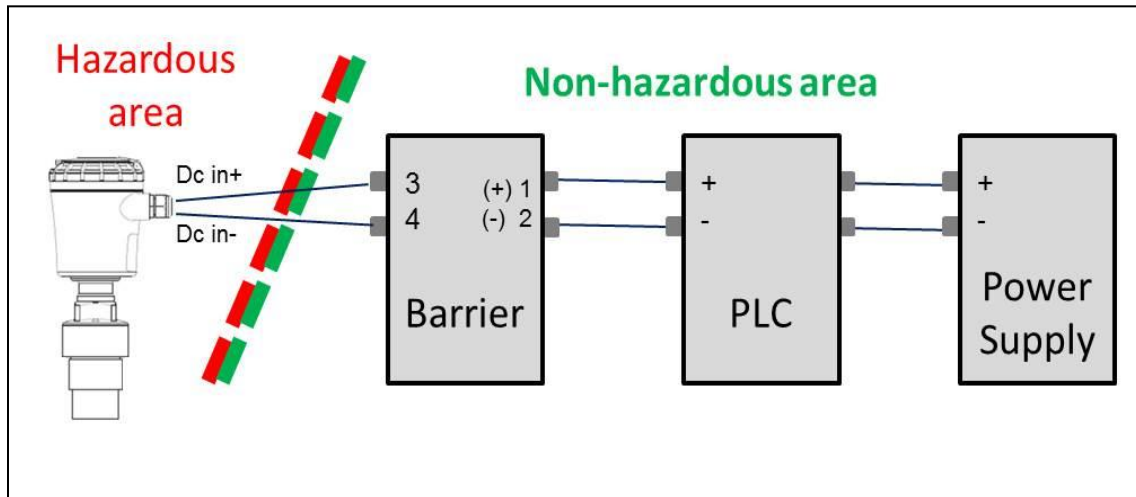 Hazardous
area
Non-hazardous area
Dc in+
Dc in-
3 (+) 1
4 (-) 2
Barrier
+
-
PLC
+
-
Power
Supply